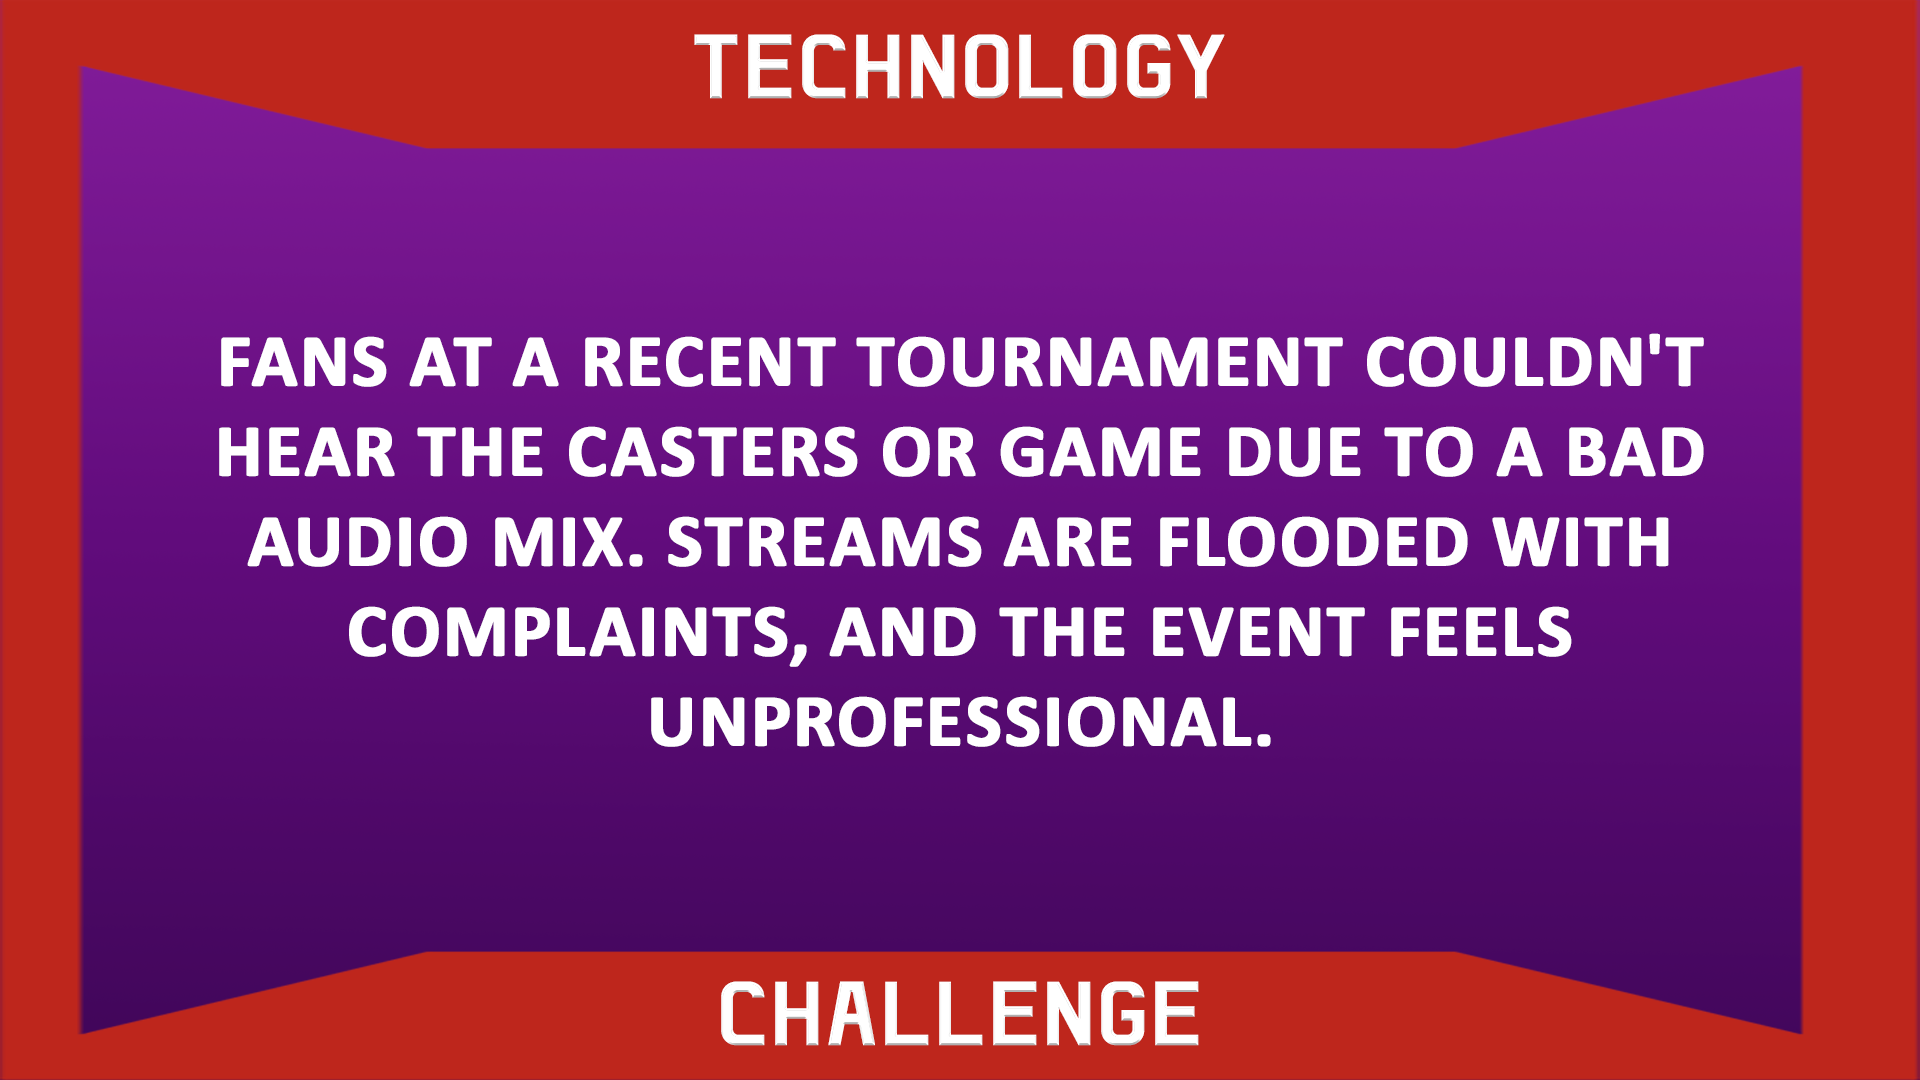 TECHNOLOGY
FANS AT A RECENT TOURNAMENT COULDN'T
HEAR THE CASTERS OR GAME DUE TO A BAD
AUDIO MIX. STREAMS ARE FLOODED WITH
COMPLAINTS, AND THE EVENT FEELS
UNPROFESSIONAL.
CHALLENGE